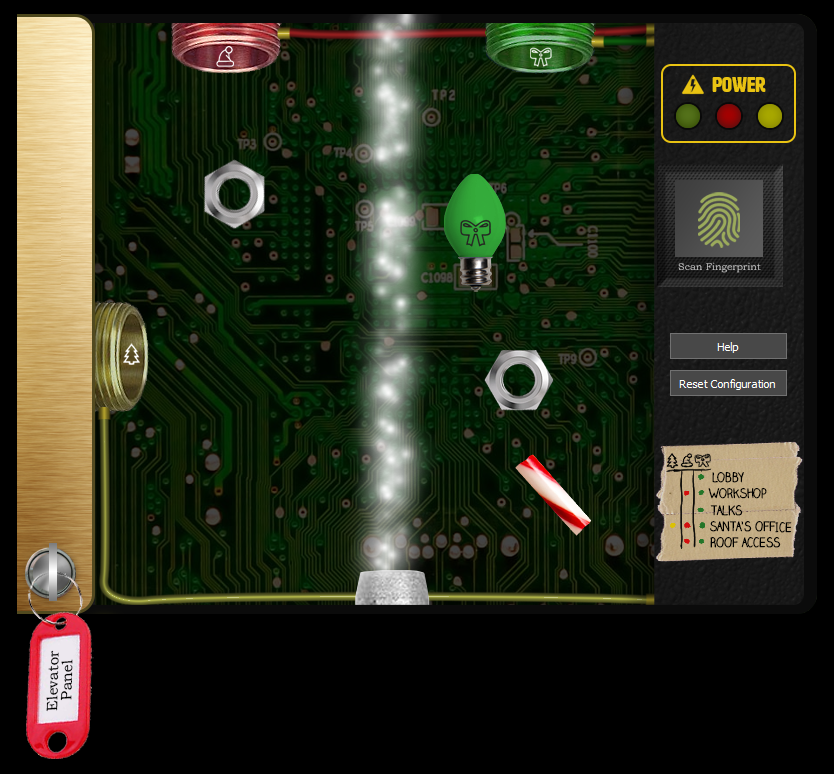 POWER
TP2
TP3
TP4
TP6
TP5
C1098
TP9
Scan Fingerprint
Help
Reset Configuration
LOBBY
WORKSHOP
TALKS
SANTA'S OFFICE
ROOF ACCESS
Elevator
Panel